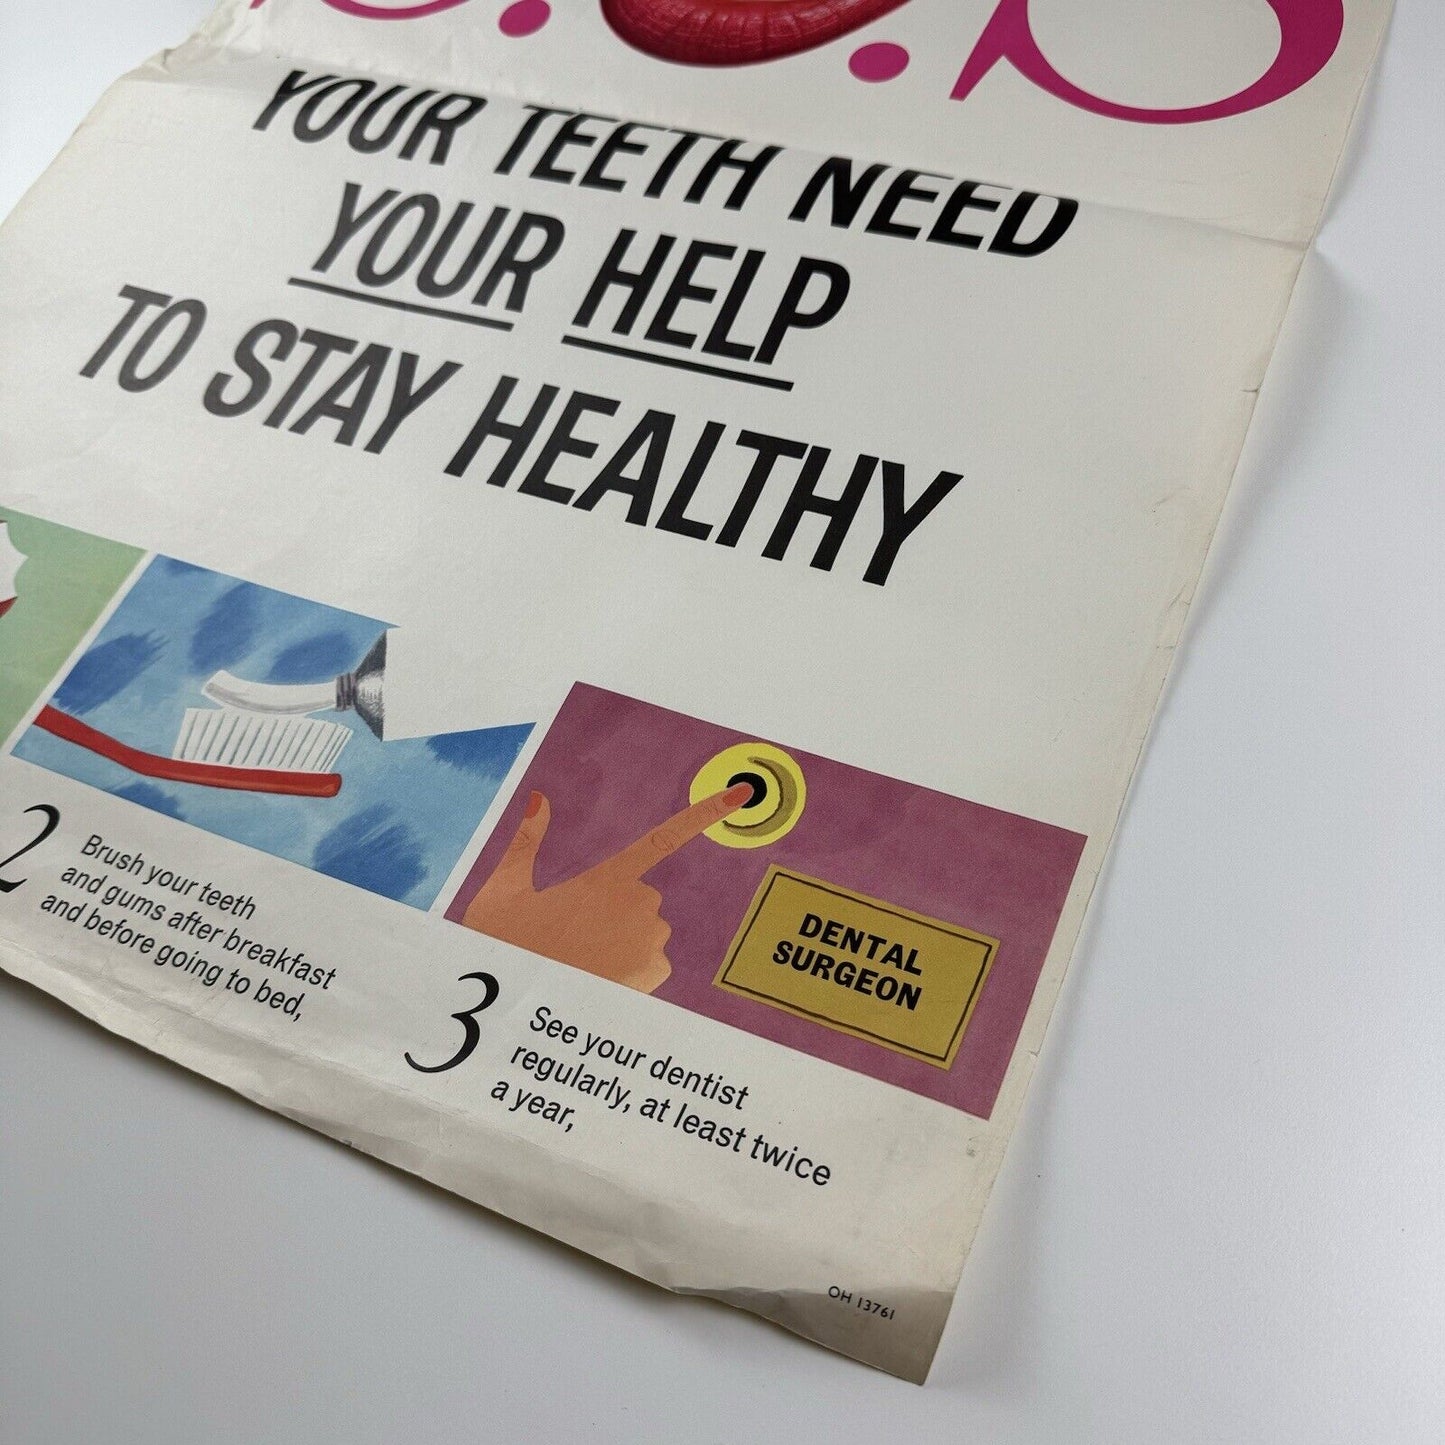 S.O.S
YOUR TEETH NEED
YOUR HELP
TO STAY HEALTHY
2
Brush your teeth
and gums after breakfast
and before going to bed,
DENTAL
SURGEON
3
See your dentist
regularly, at least twice
a year,
OH 13761